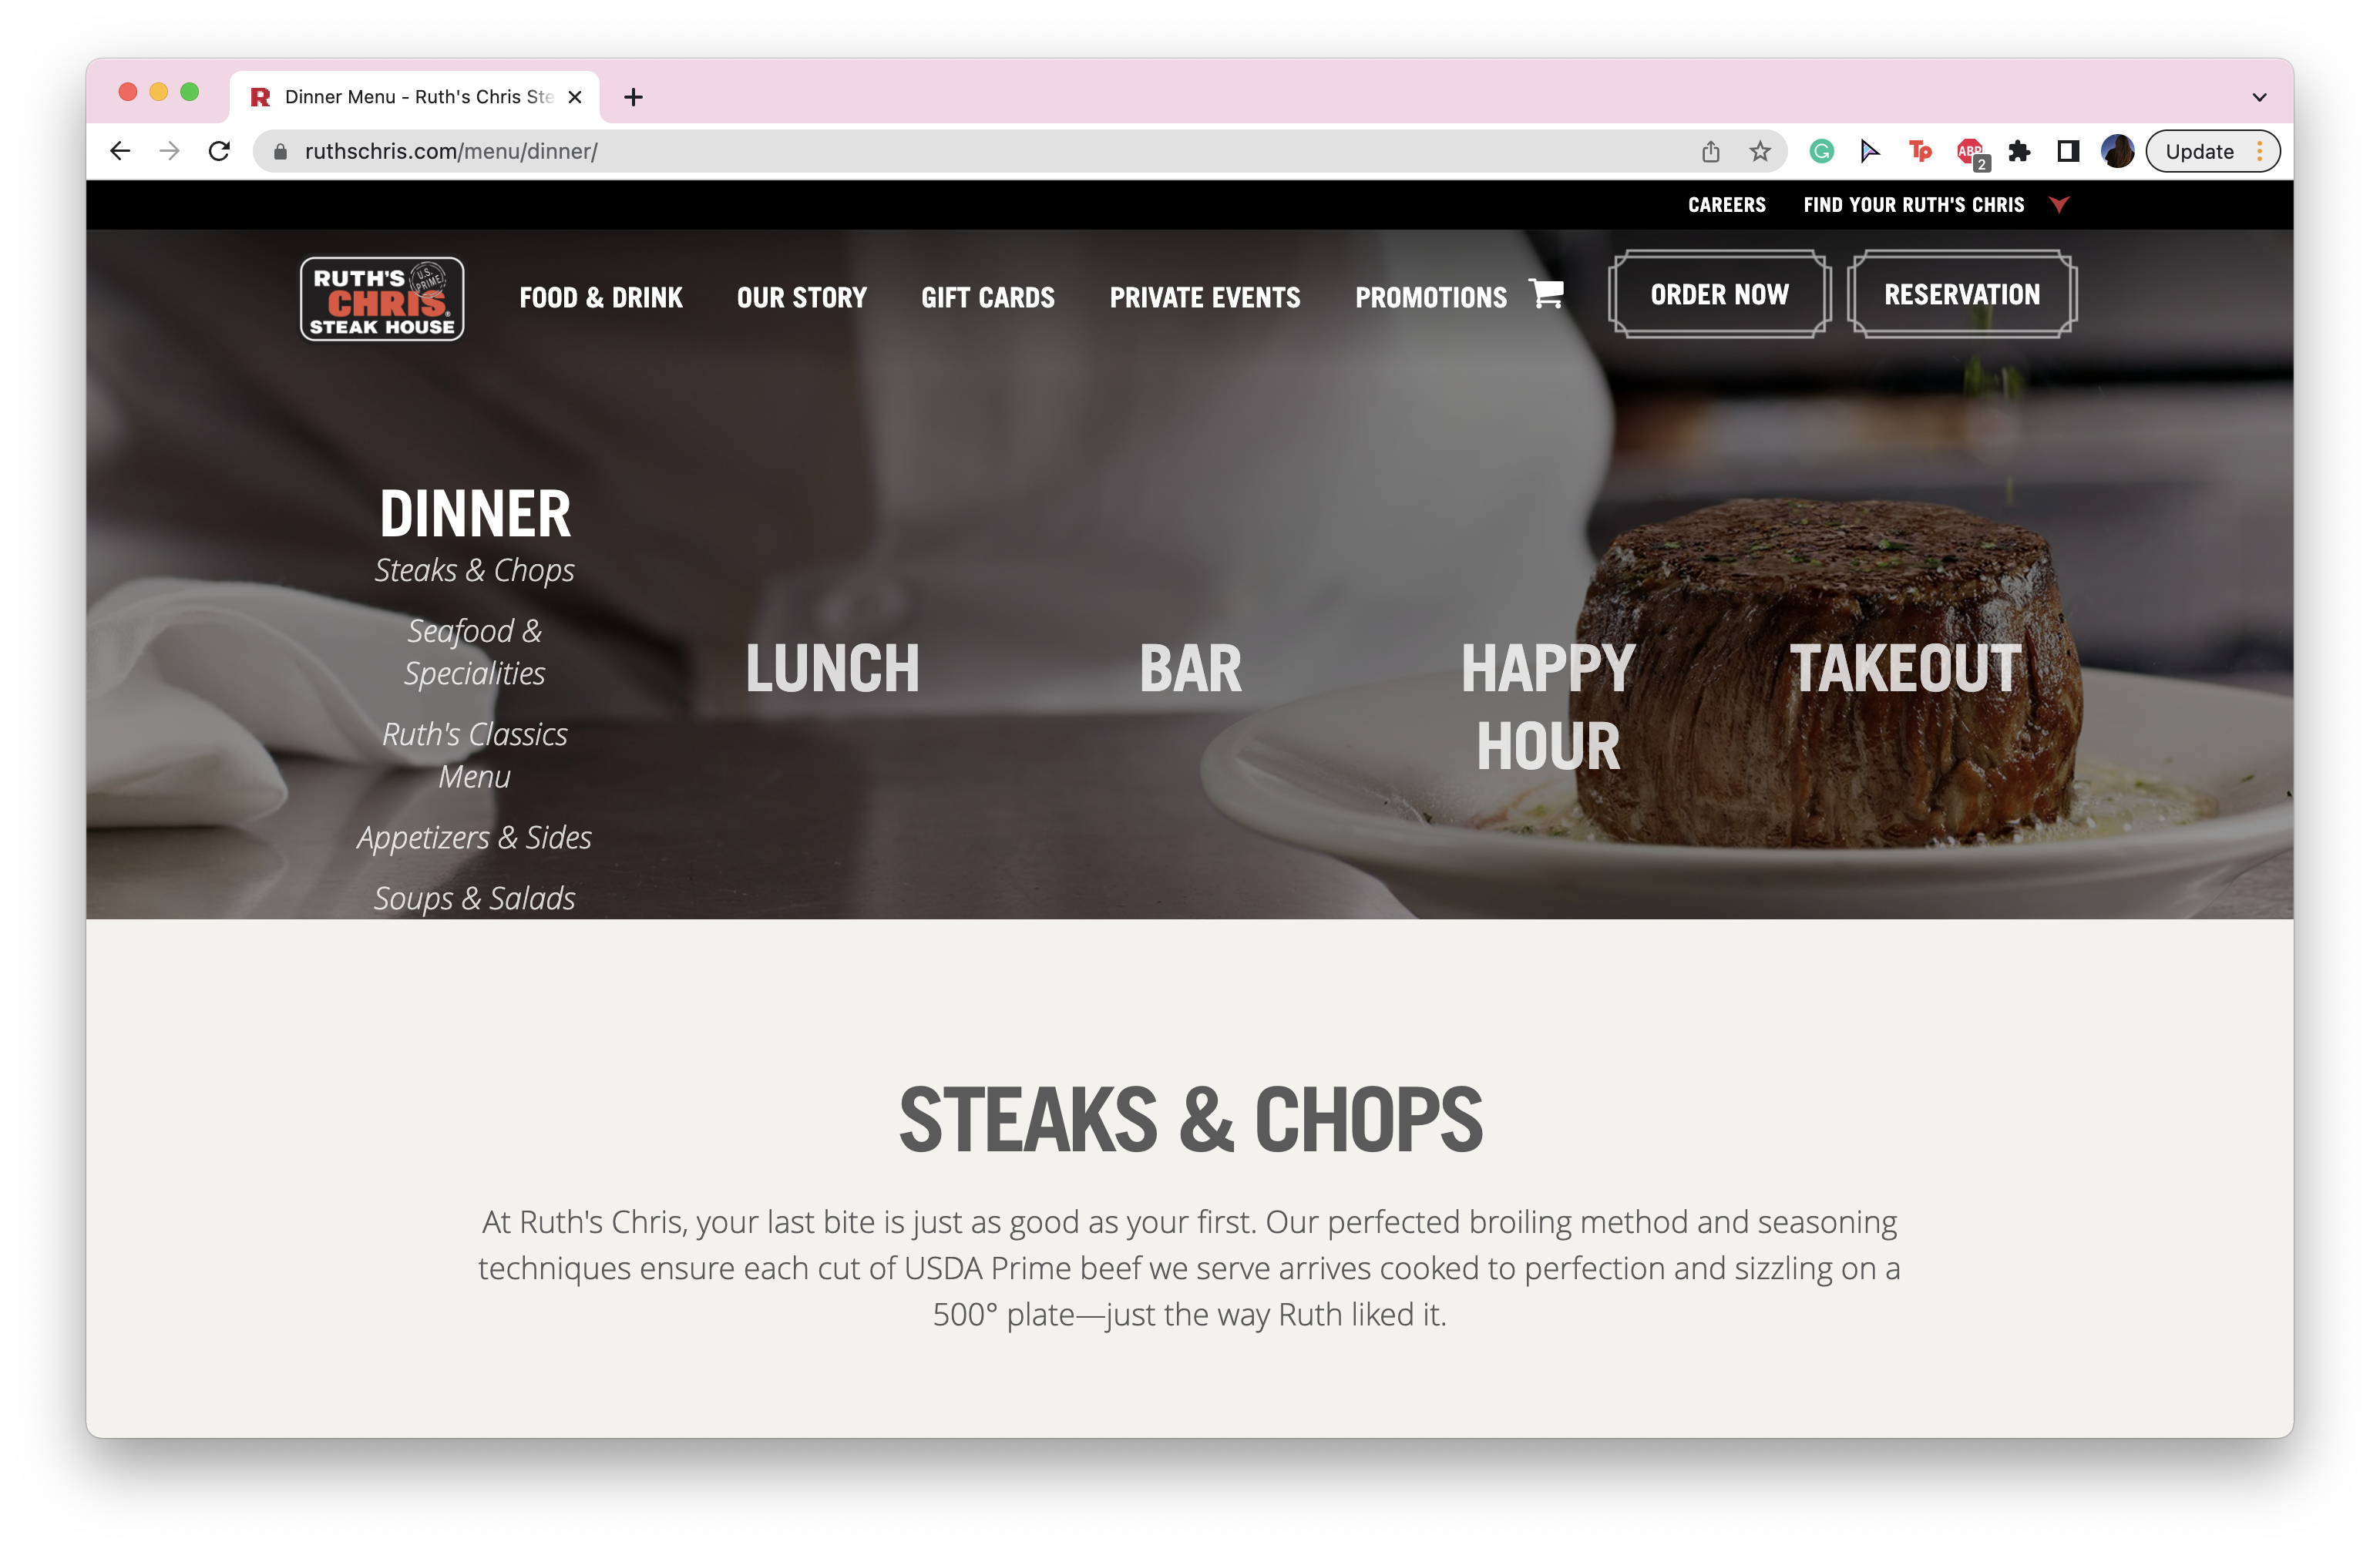 Dinner Menu - Ruth's Chris Ste
ruthschris.com/menu/dinner/
ABP
2
Update
CAREERS
FIND YOUR RUTH'S CHRIS
RUTH'S
U.S. PRIME
CHRIS
STEAK HOUSE
FOOD & DRINK
OUR STORY
GIFT CARDS
PRIVATE EVENTS
PROMOTIONS
ORDER NOW
RESERVATION
DINNER
Steaks & Chops
Seafood &
Specialities
Ruth's Classics
Menu
Appetizers & Sides
Soups & Salads
LUNCH
BAR
HAPPY
HOUR
TAKEOUT
STEAKS & CHOPS
At Ruth's Chris, your last bite is just as good as your first. Our perfected broiling method and seasoning
techniques ensure each cut of USDA Prime beef we serve arrives cooked to perfection and sizzling on a
500° plate—just the way Ruth liked it.